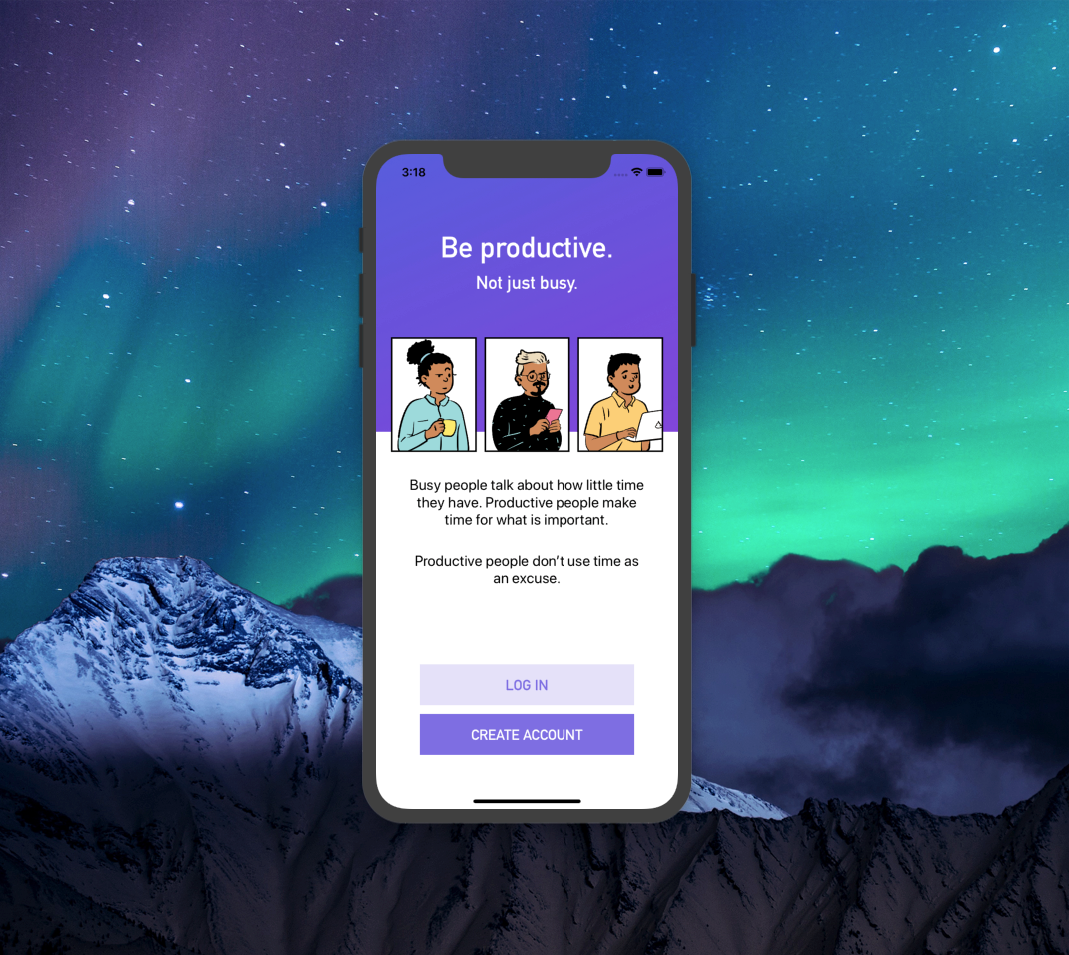 3:18
Be productive.
Not just busy.
Busy people talk about how little time
they have. Productive people make
time for what is important.
Productive people don't use time as
an excuse.
LOG IN
CREATE ACCOUNT